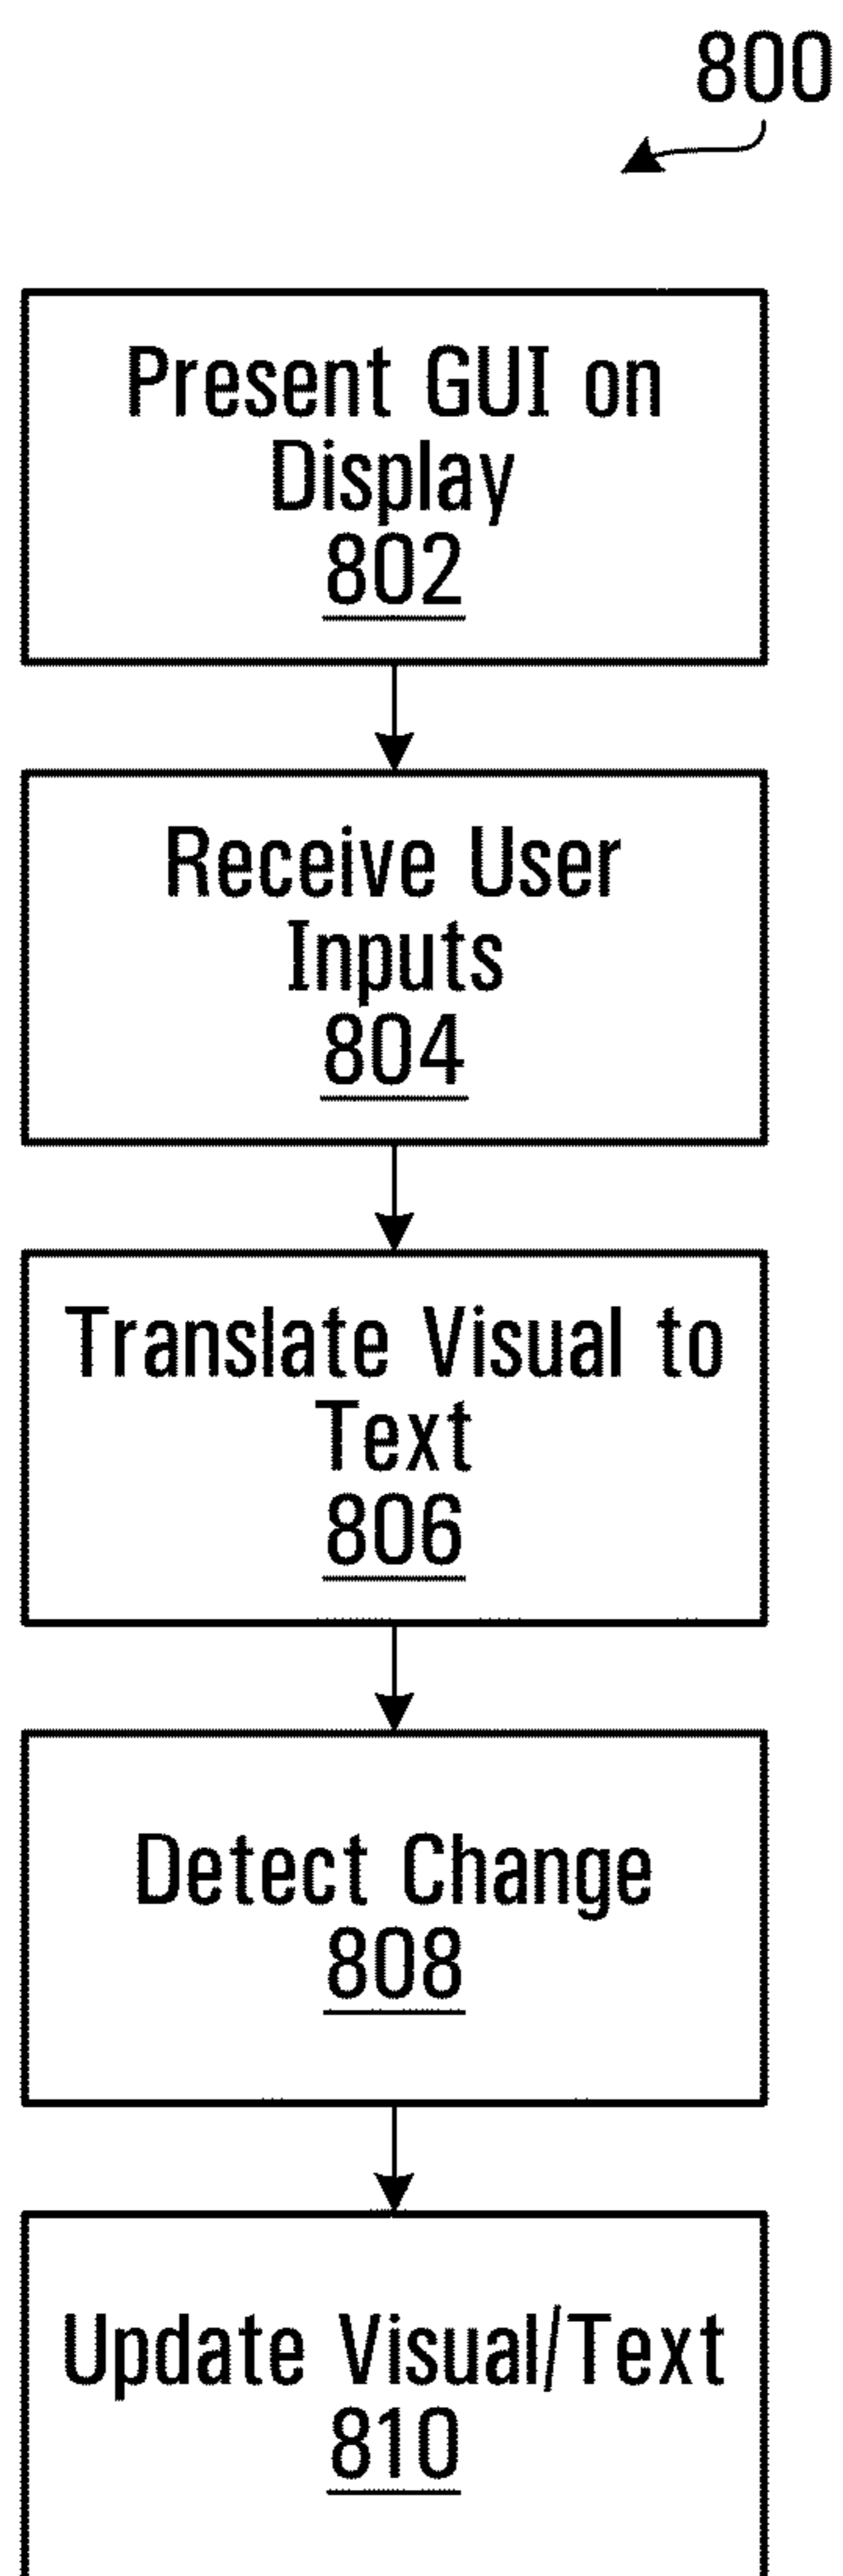 800
Present GUI on
Display
802
Receive User
Inputs
804
Translate Visual to
Text
806
Detect Change
808
Update Visual/Text
810